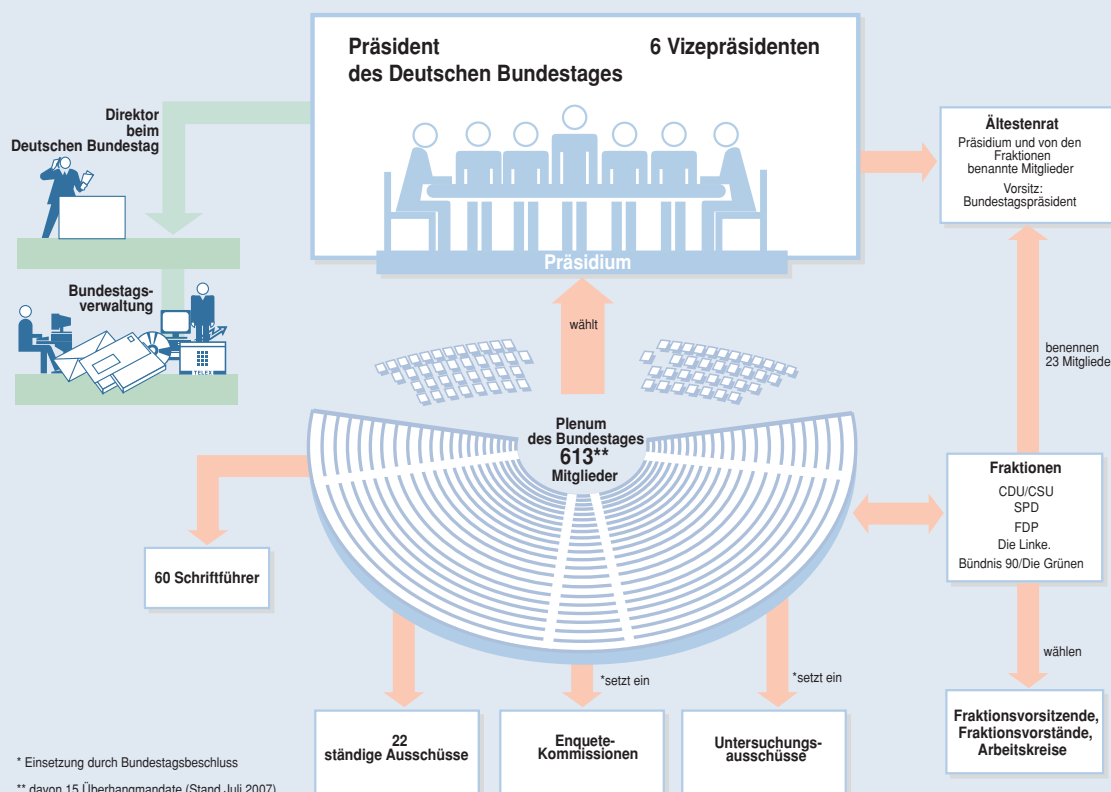 Präsident
des Deutschen Bundestages
6 Vizepräsidenten
Präsidium
Direktor
beim
Deutschen Bundestag
Bundestags-
verwaltung
TELEX
Ältestenrat
Präsidium und von den
Fraktionen
benannte Mitglieder
Vorsitz:
Bundestagspräsident
wählt
benennen
23 Mitglieder
Plenum
des Bundestages
613**
Mitglieder
Fraktionen
CDU/CSU
SPD
FDP
Die Linke.
Bündnis 90/Die Grünen
60 Schriftführer
wählen
*setzt ein
*setzt ein
22
ständige Ausschüsse
Enquete-
Kommissionen
Untersuchungs-
ausschüsse
Fraktionsvorsitzende,
Fraktionsvorstände,
Arbeitskreise
* Einsetzung durch Bundestagsbeschluss
** davon 15 Überhangmandate (Stand Juli 2007)